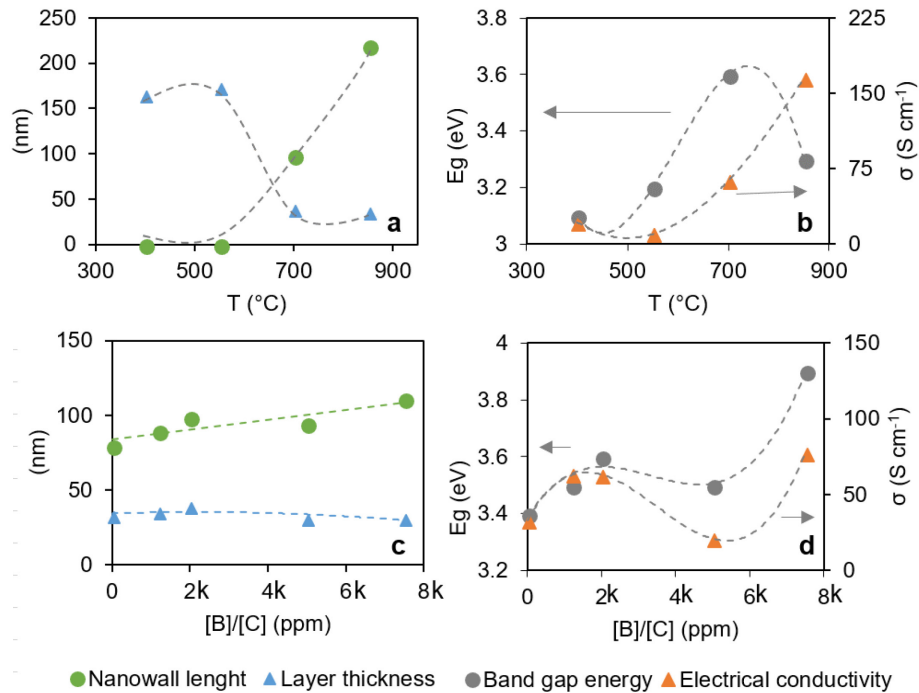 250
200
150
100
50
0
(nm)
300 500 700 900
T (°C)
a
3.8
3.6
3.4
3.2
3
Eg (eV)
225
150
75
0
σ (S cm⁻¹)
300 500 700 900
T (°C)
b
150
100
50
0
(nm)
0 2k 4k 6k 8k
[B]/[C] (ppm)
c
4
3.8
3.6
3.4
3.2
Eg (eV)
150
100
50
0
σ (S cm⁻¹)
0 2k 4k 6k 8k
[B]/[C] (ppm)
d
Nanowall lenght Layer thickness Band gap energy Electrical conductivity